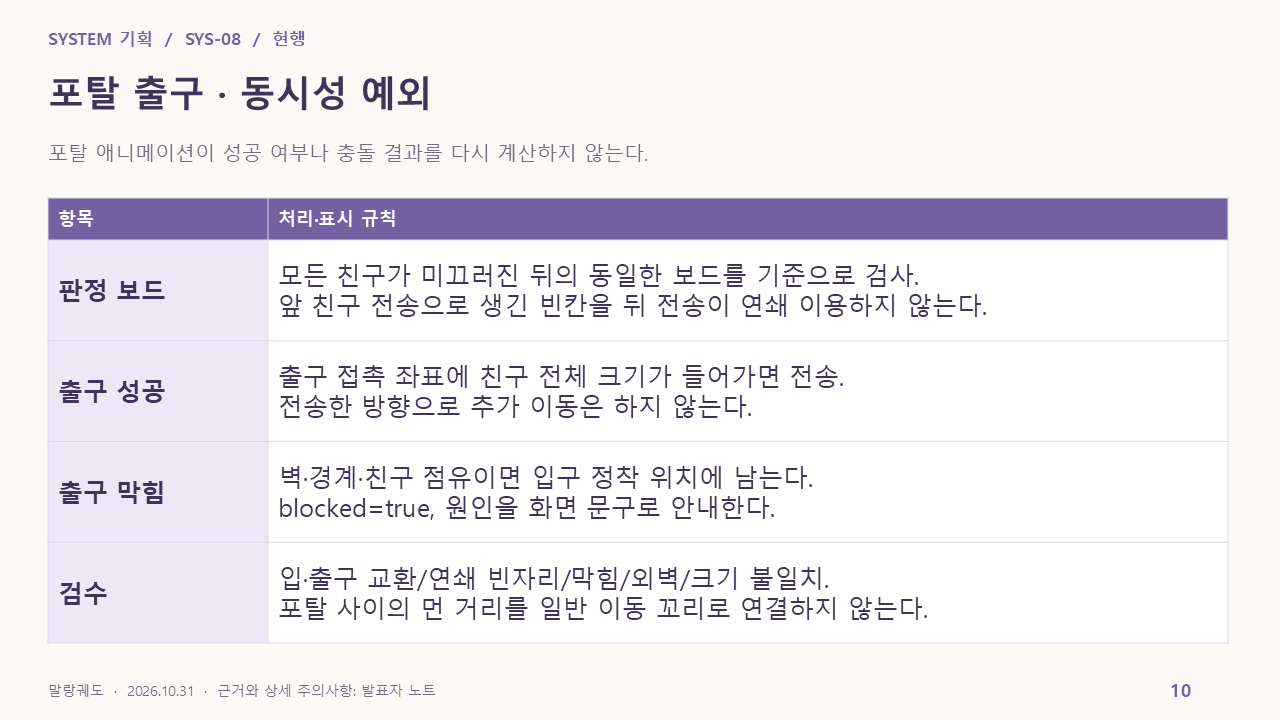 SYSTEM 기획 / SYS-08 / 현행
포탈 출구 · 동시성 예외
포탈 애니메이션이 성공 여부나 충돌 결과를 다시 계산하지 않는다.
항목
처리·표시 규칙
판정 보드
모든 친구가 미끄러진 뒤의 동일한 보드를 기준으로 검사.
앞 친구 전송으로 생긴 빈칸을 뒤 전송이 연쇄 이용하지 않는다.
출구 성공
출구 접촉 좌표에 친구 전체 크기가 들어가면 전송.
전송한 방향으로 추가 이동은 하지 않는다.
출구 막힘
벽·경계·친구 점유이면 입구 정착 위치에 남는다.
blocked=true, 원인을 화면 문구로 안내한다.
검수
입·출구 교환/연쇄 빈자리/막힘/외벽/크기 불일치.
포탈 사이의 먼 거리를 일반 이동 꼬리로 연결하지 않는다.
말랑궤도 · 2026.10.31 · 근거와 상세 주의사항: 발표자 노트
10